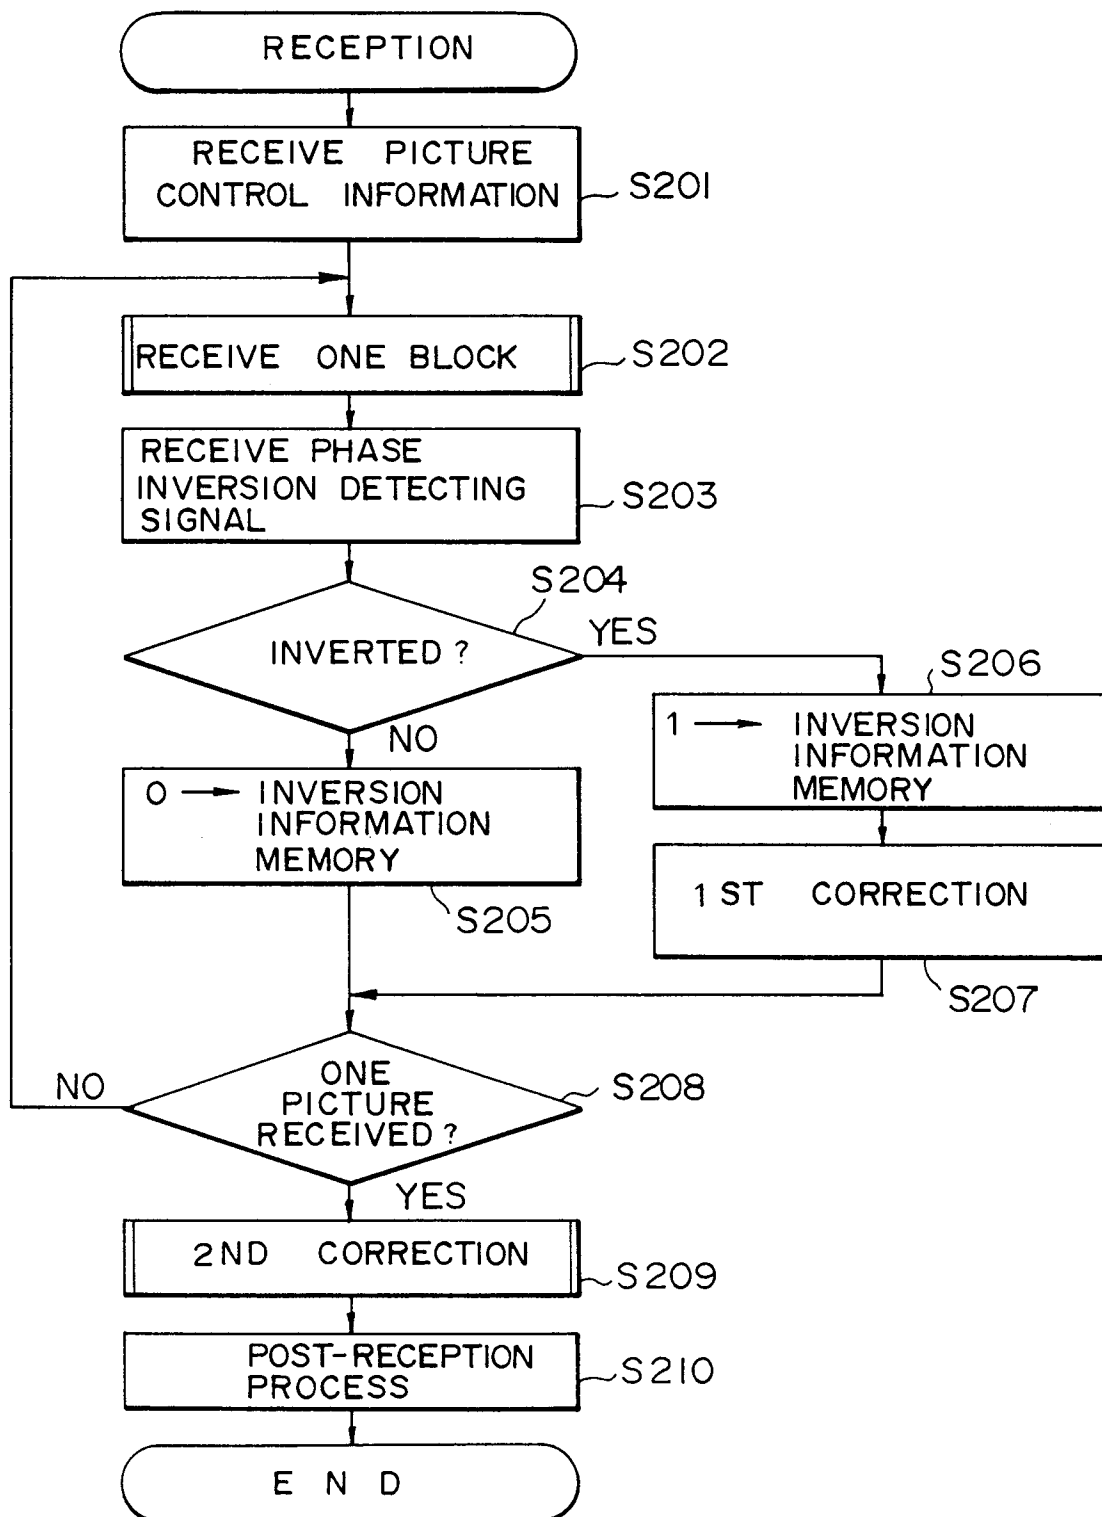 RECEPTION
RECEIVE PICTURE
CONTROL INFORMATION
S201
RECEIVE ONE BLOCK
S202
RECEIVE PHASE
INVERSION DETECTING
SIGNAL
S203
S204
INVERTED ?
YES
NO
S206
1 → INVERSION
INFORMATION
MEMORY
0 → INVERSION
INFORMATION
MEMORY
S205
1 ST CORRECTION
S207
ONE
PICTURE
RECEIVED ?
S208
NO
YES
2ND CORRECTION
S209
POST-RECEPTION
PROCESS
S210
END